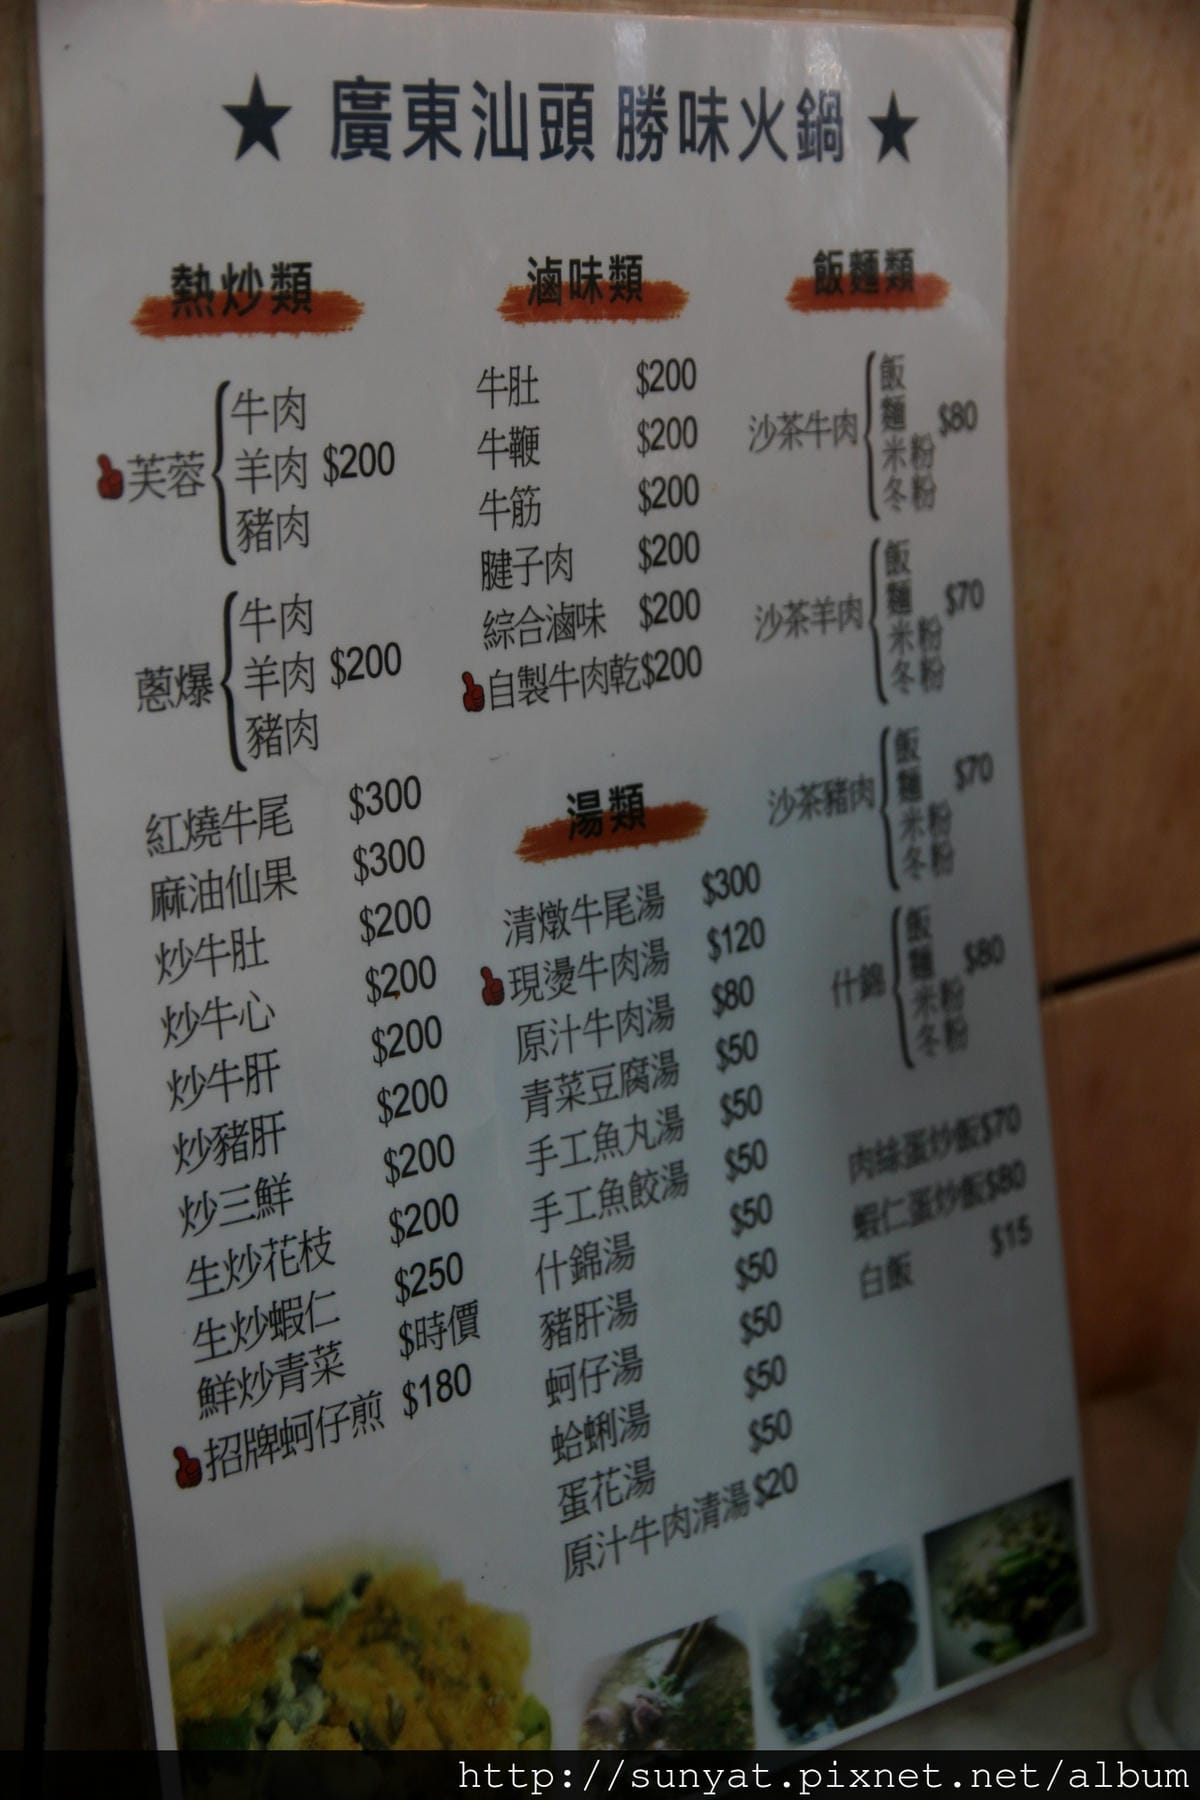 ★ 廣東汕頭 勝味火鍋 ★
熱炒類
芙蓉 牛肉 羊肉 豬肉 $200
蔥爆 牛肉 羊肉 豬肉 $200
紅燒牛尾 $300
麻油仙果 $300
炒牛肚 $200
炒牛心 $200
炒牛肝 $200
炒豬肝 $200
炒三鮮 $200
生炒花枝 $200
生炒蝦仁 $250
鮮炒青菜 $時價
招牌蚵仔煎 $180
滷味類
牛肚 $200
牛鞭 $200
牛筋 $200
腱子肉 $200
綜合滷味 $200
自製牛肉乾$200
湯類
清燉牛尾湯 $300
現燙牛肉湯 $120
原汁牛肉湯 $80
青菜豆腐湯 $50
手工魚丸湯 $50
手工魚餃湯 $50
什錦湯 $50
豬肝湯 $50
蚵仔湯 $50
蛤蜊湯 $50
蛋花湯 $50
原汁牛肉清湯$20
飯麵類
沙茶牛肉 飯 麵 米粉 冬粉 $80
沙茶羊肉 飯 麵 米粉 冬粉 $70
沙茶豬肉 飯 麵 米粉 冬粉 $70
什錦 飯 麵 米粉 冬粉 $80
肉絲蛋炒飯$70
蝦仁蛋炒飯$80
白飯 $15
http://sunyat.pixnet.net/album